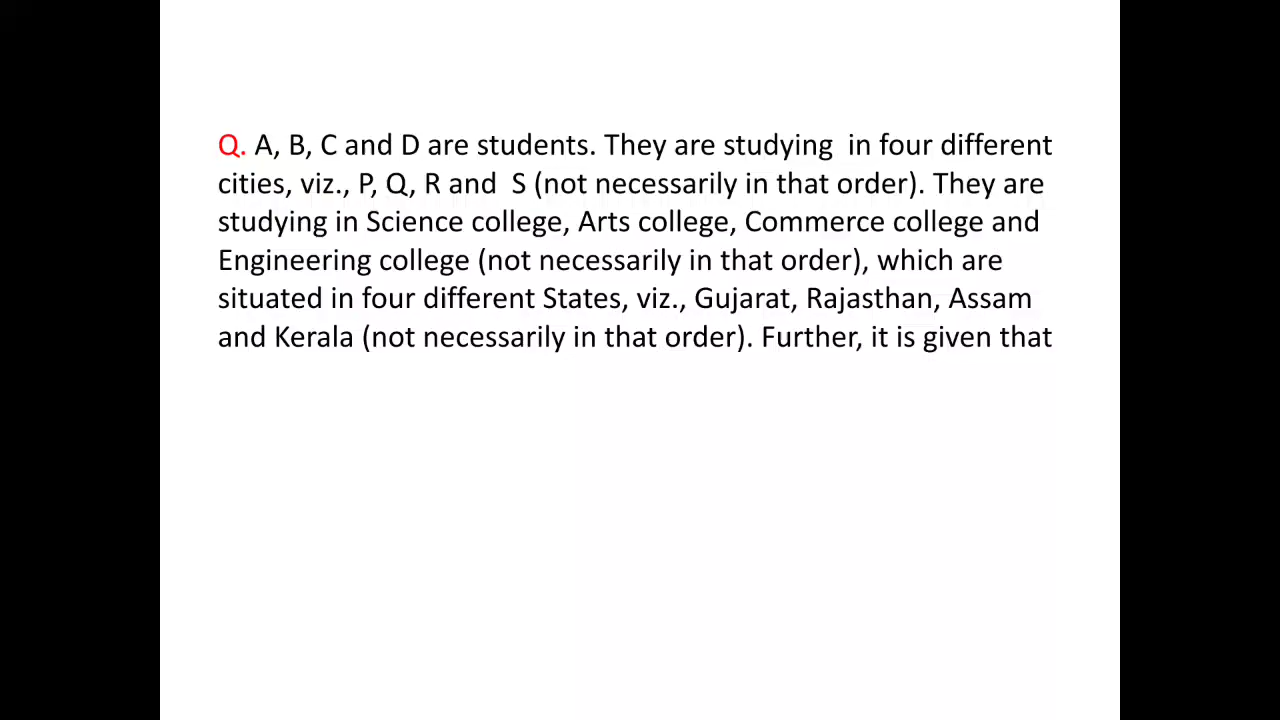 Q. A, B, C and D are students. They are studying  in four different
cities, viz., P, Q, R and  S (not necessarily in that order). They are
studying in Science college, Arts college, Commerce college and
Engineering college (not necessarily in that order), which are
situated in four different States, viz., Gujarat, Rajasthan, Assam
and Kerala (not necessarily in that order). Further, it is given that